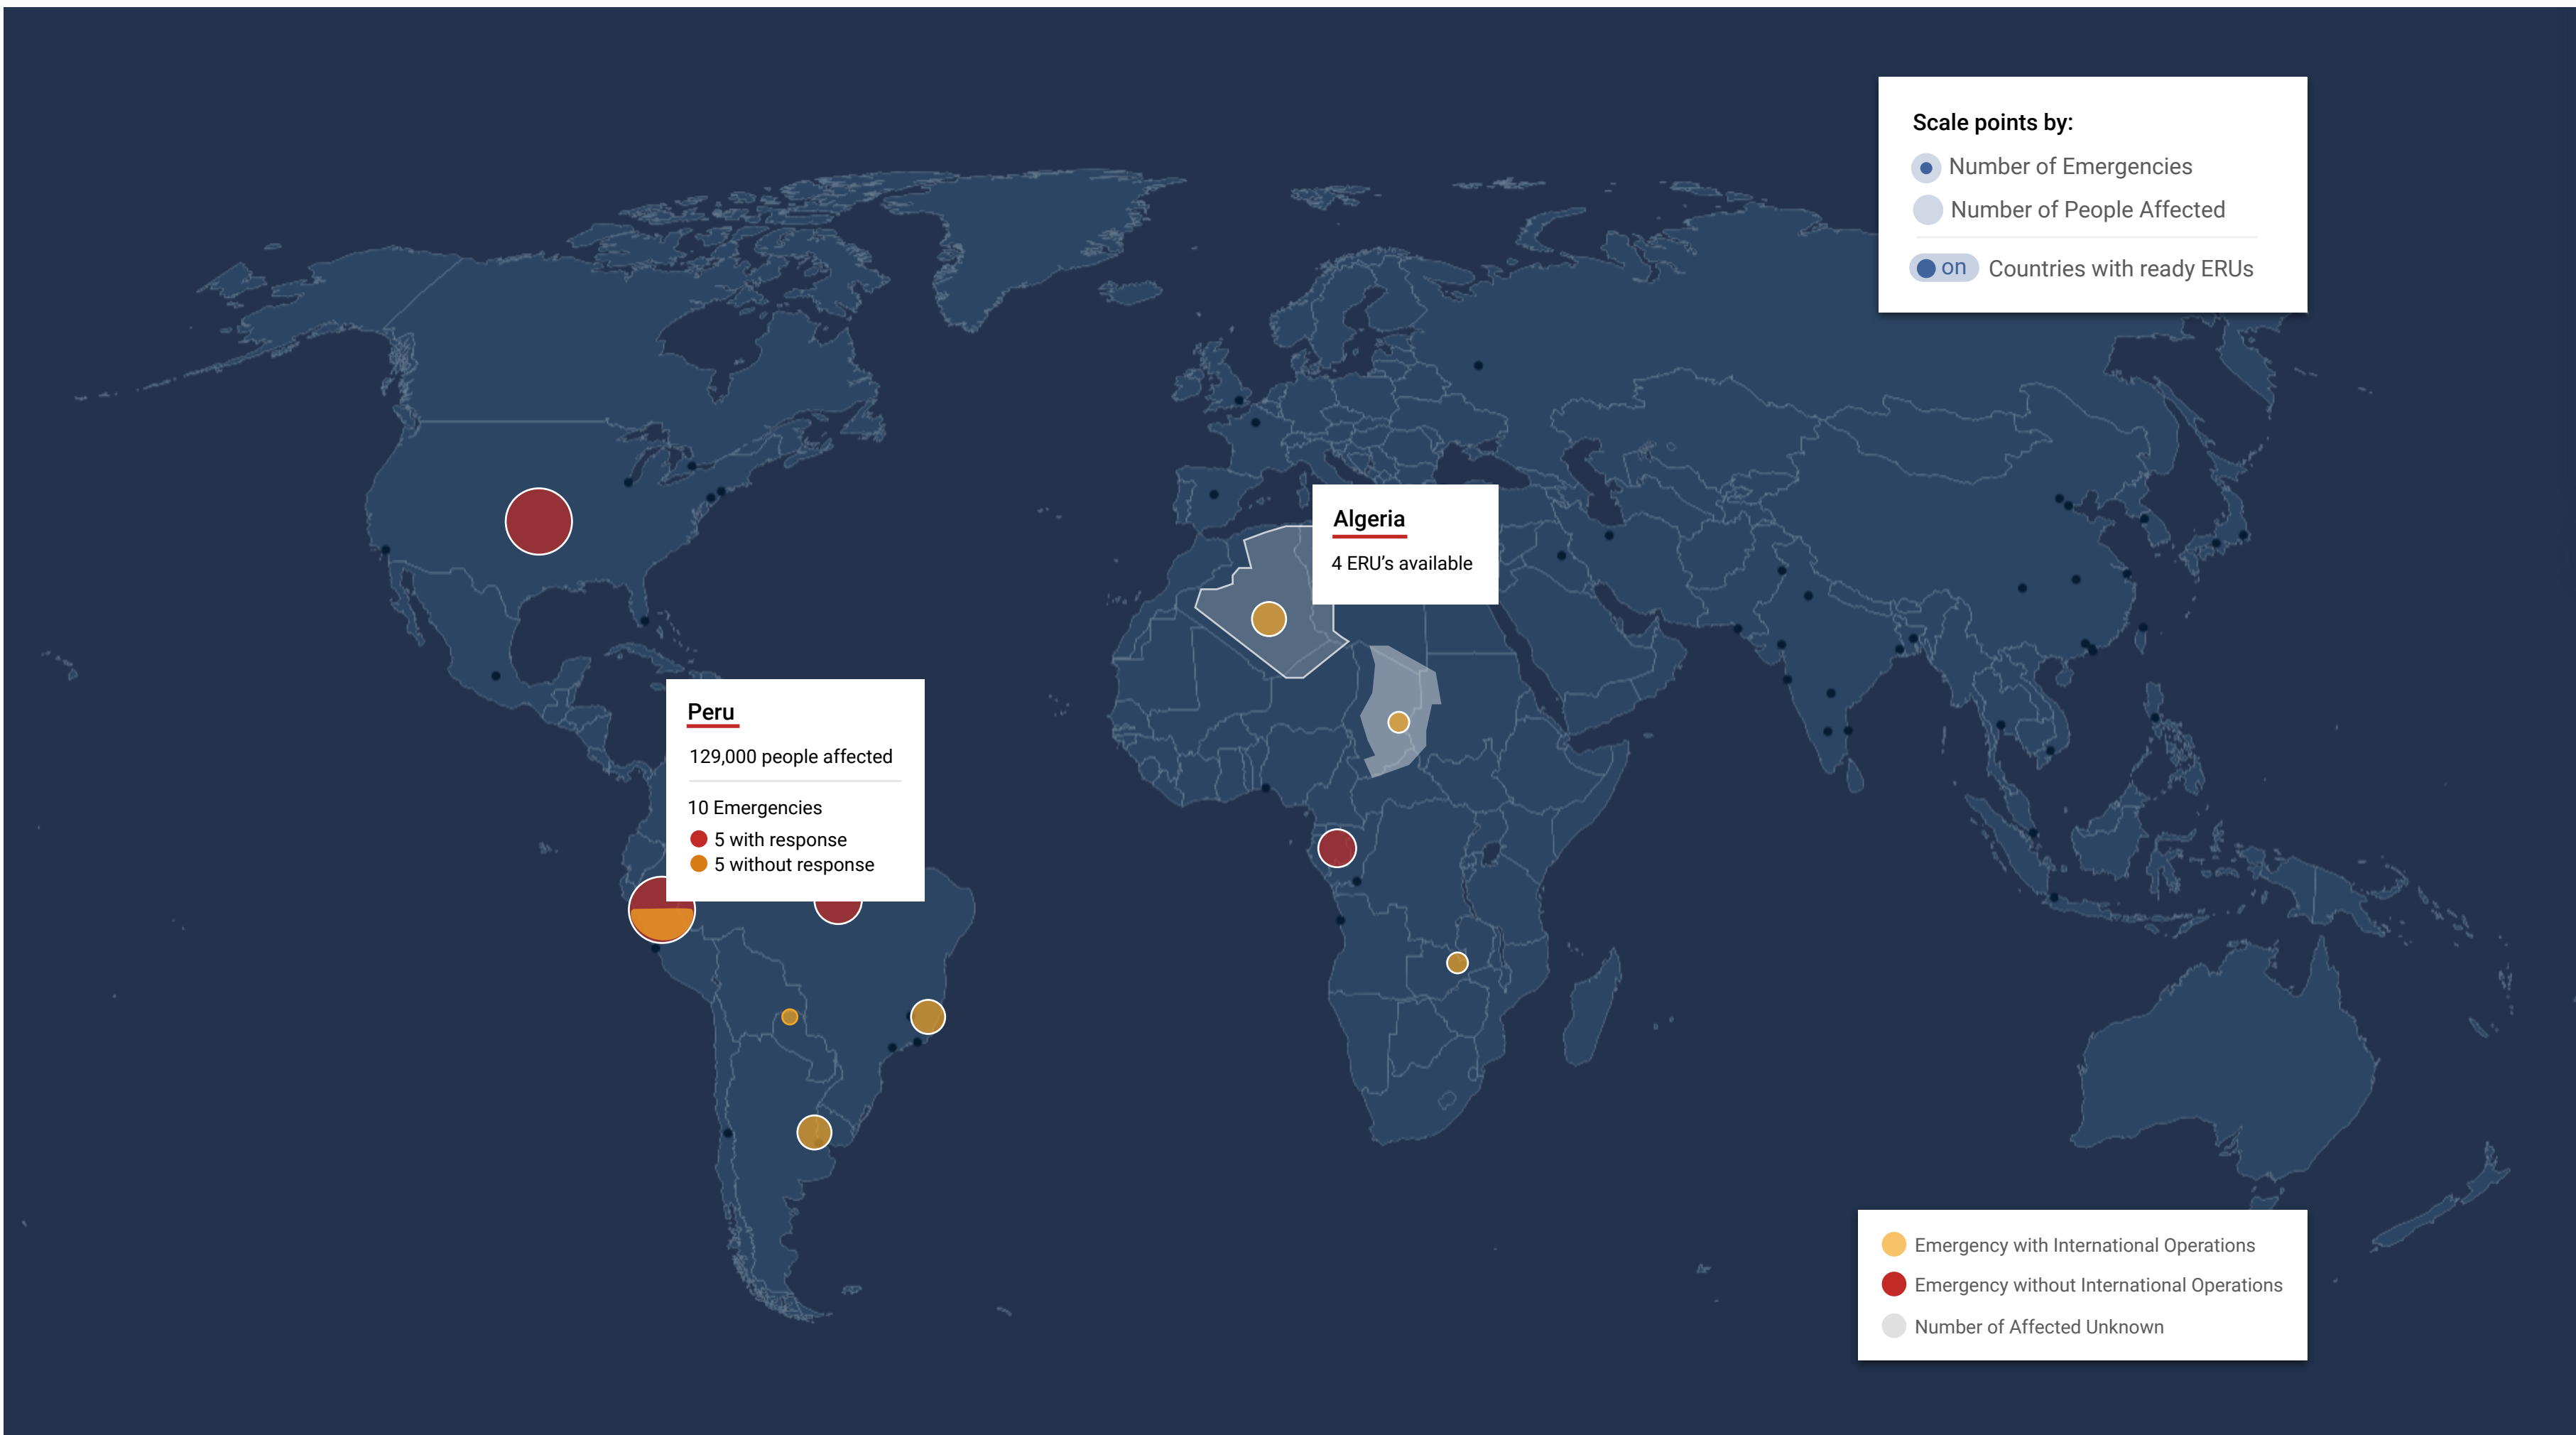 Scale points by:
Number of Emergencies
Number of People Affected
on Countries with ready ERUs
Algeria
4 ERU's available
Peru
129,000 people affected
10 Emergencies
5 with response
5 without response
Emergency with International Operations
Emergency without International Operations
Number of Affected Unknown